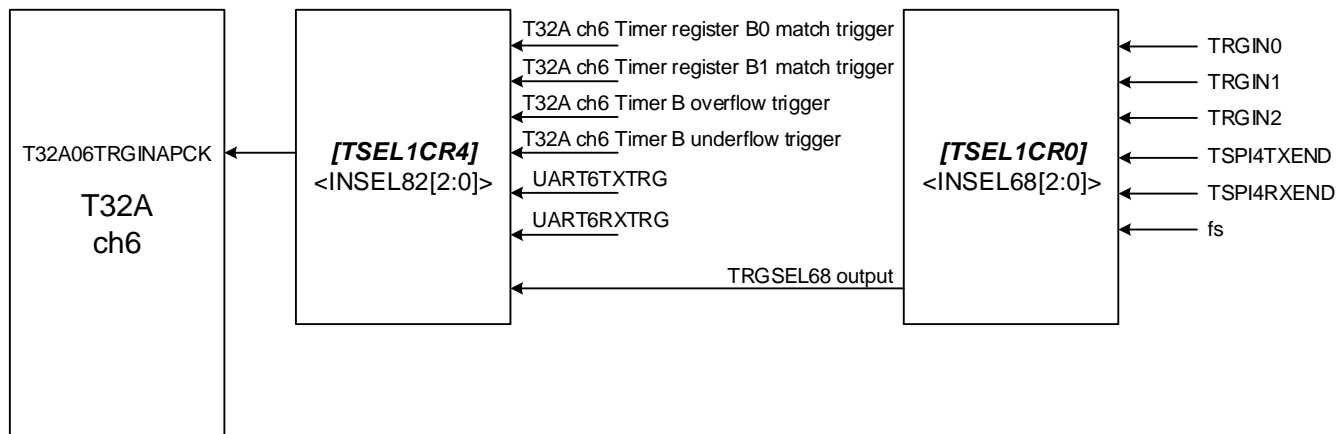 T32A06TRGINAPCK
T32A
ch6
[TSEL1CR4]
<INSEL82[2:0]>
T32A ch6 Timer register B0 match trigger
T32A ch6 Timer register B1 match trigger
T32A ch6 Timer B overflow trigger
T32A ch6 Timer B underflow trigger
UART6TXTRG
UART6RXTRG
TRGSEL68 output
[TSEL1CR0]
<INSEL68[2:0]>
TRGIN0
TRGIN1
TRGIN2
TSPI4TXEND
TSPI4RXEND
fs